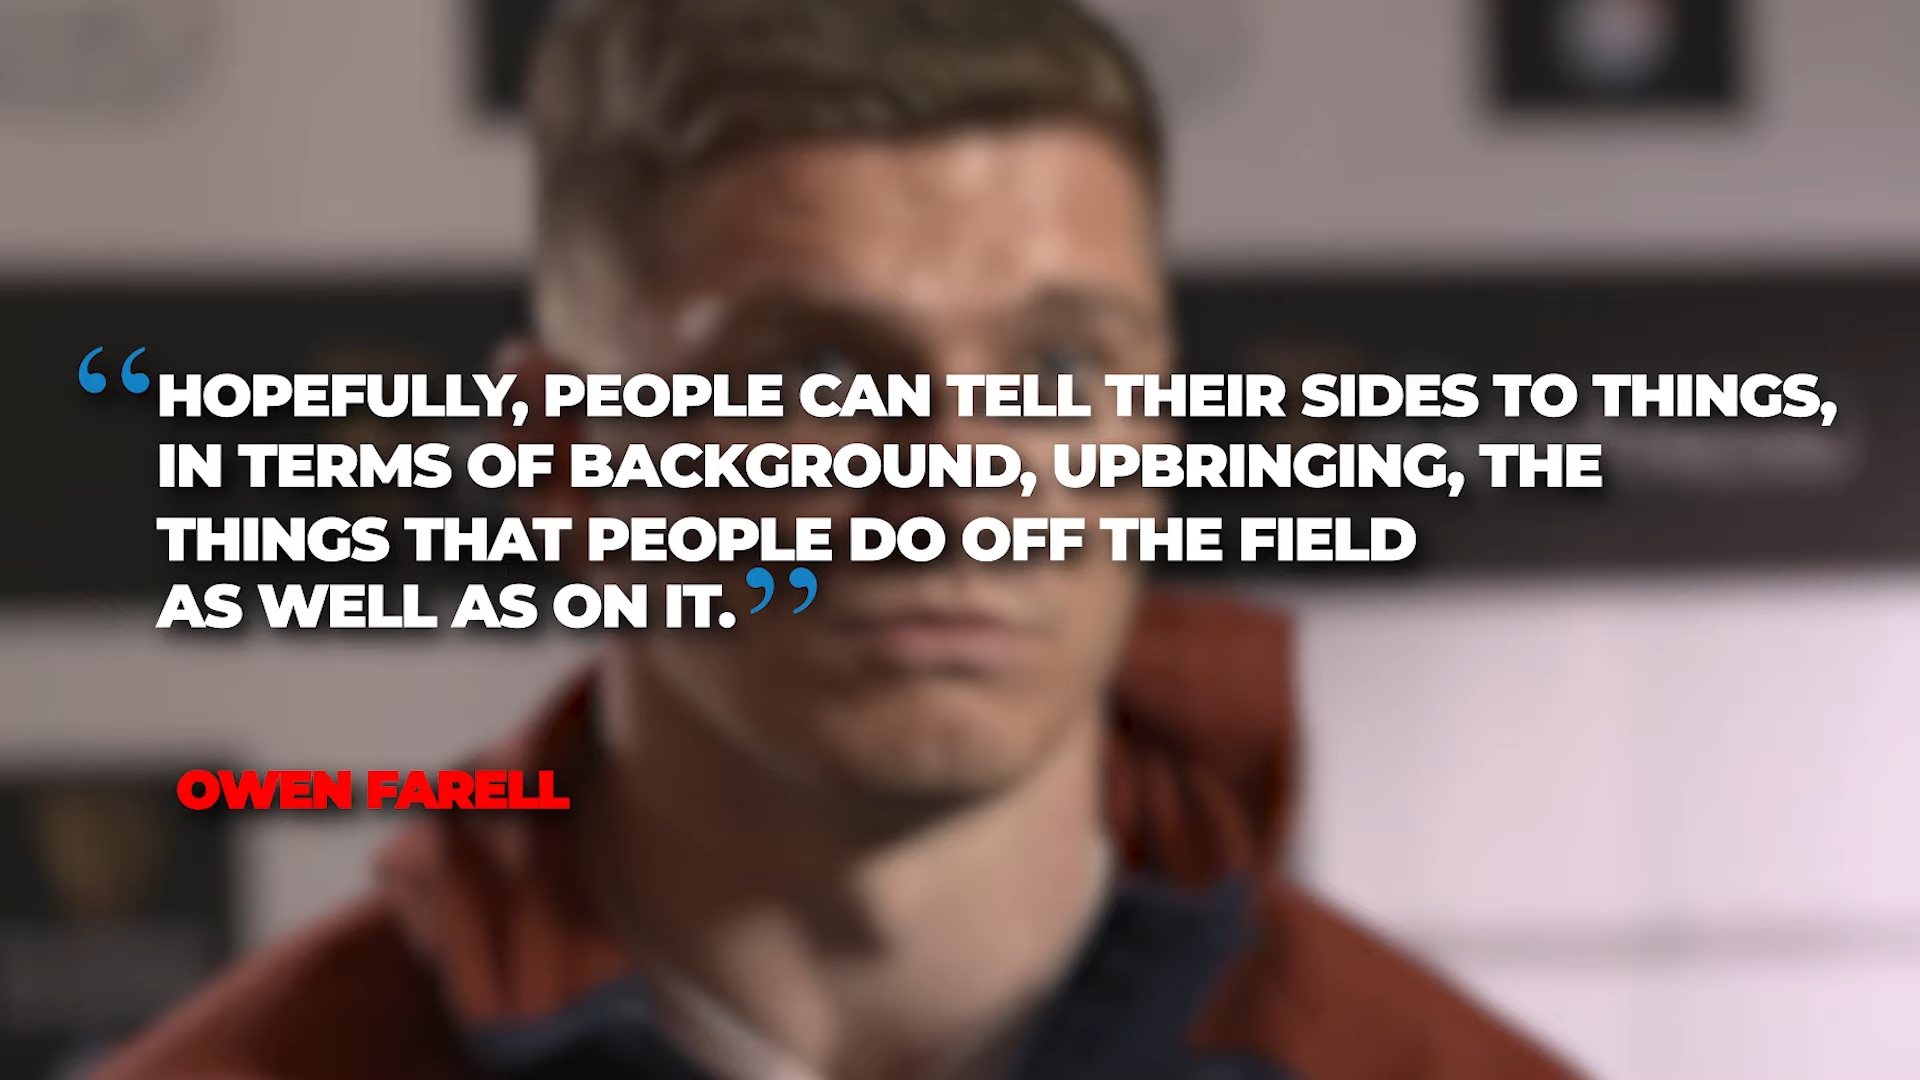 “HOPEFULLY, PEOPLE CAN TELL THEIR SIDES TO THINGS,
IN TERMS OF BACKGROUND, UPBRINGING, THE
THINGS THAT PEOPLE DO OFF THE FIELD
AS WELL AS ON IT.”
OWEN FARELL